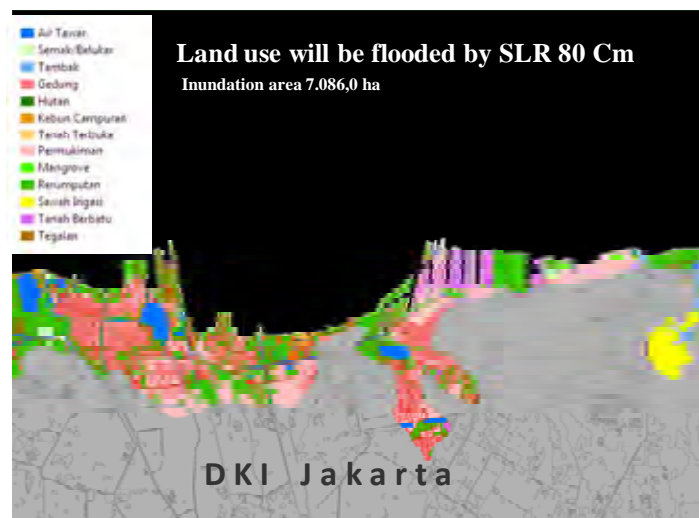 Air Tawar
Semak/Belukar
Tambak
Gedung
Hutan
Kebun Campuran
Tanah Terbuka
Permukiman
Mangrove
Rerumputan
Sawah Irigasi
Tanah Berbatu
Tegalan
Land use will be flooded by SLR 80 Cm
Inundation area 7.086,0 ha
DKI Jakarta